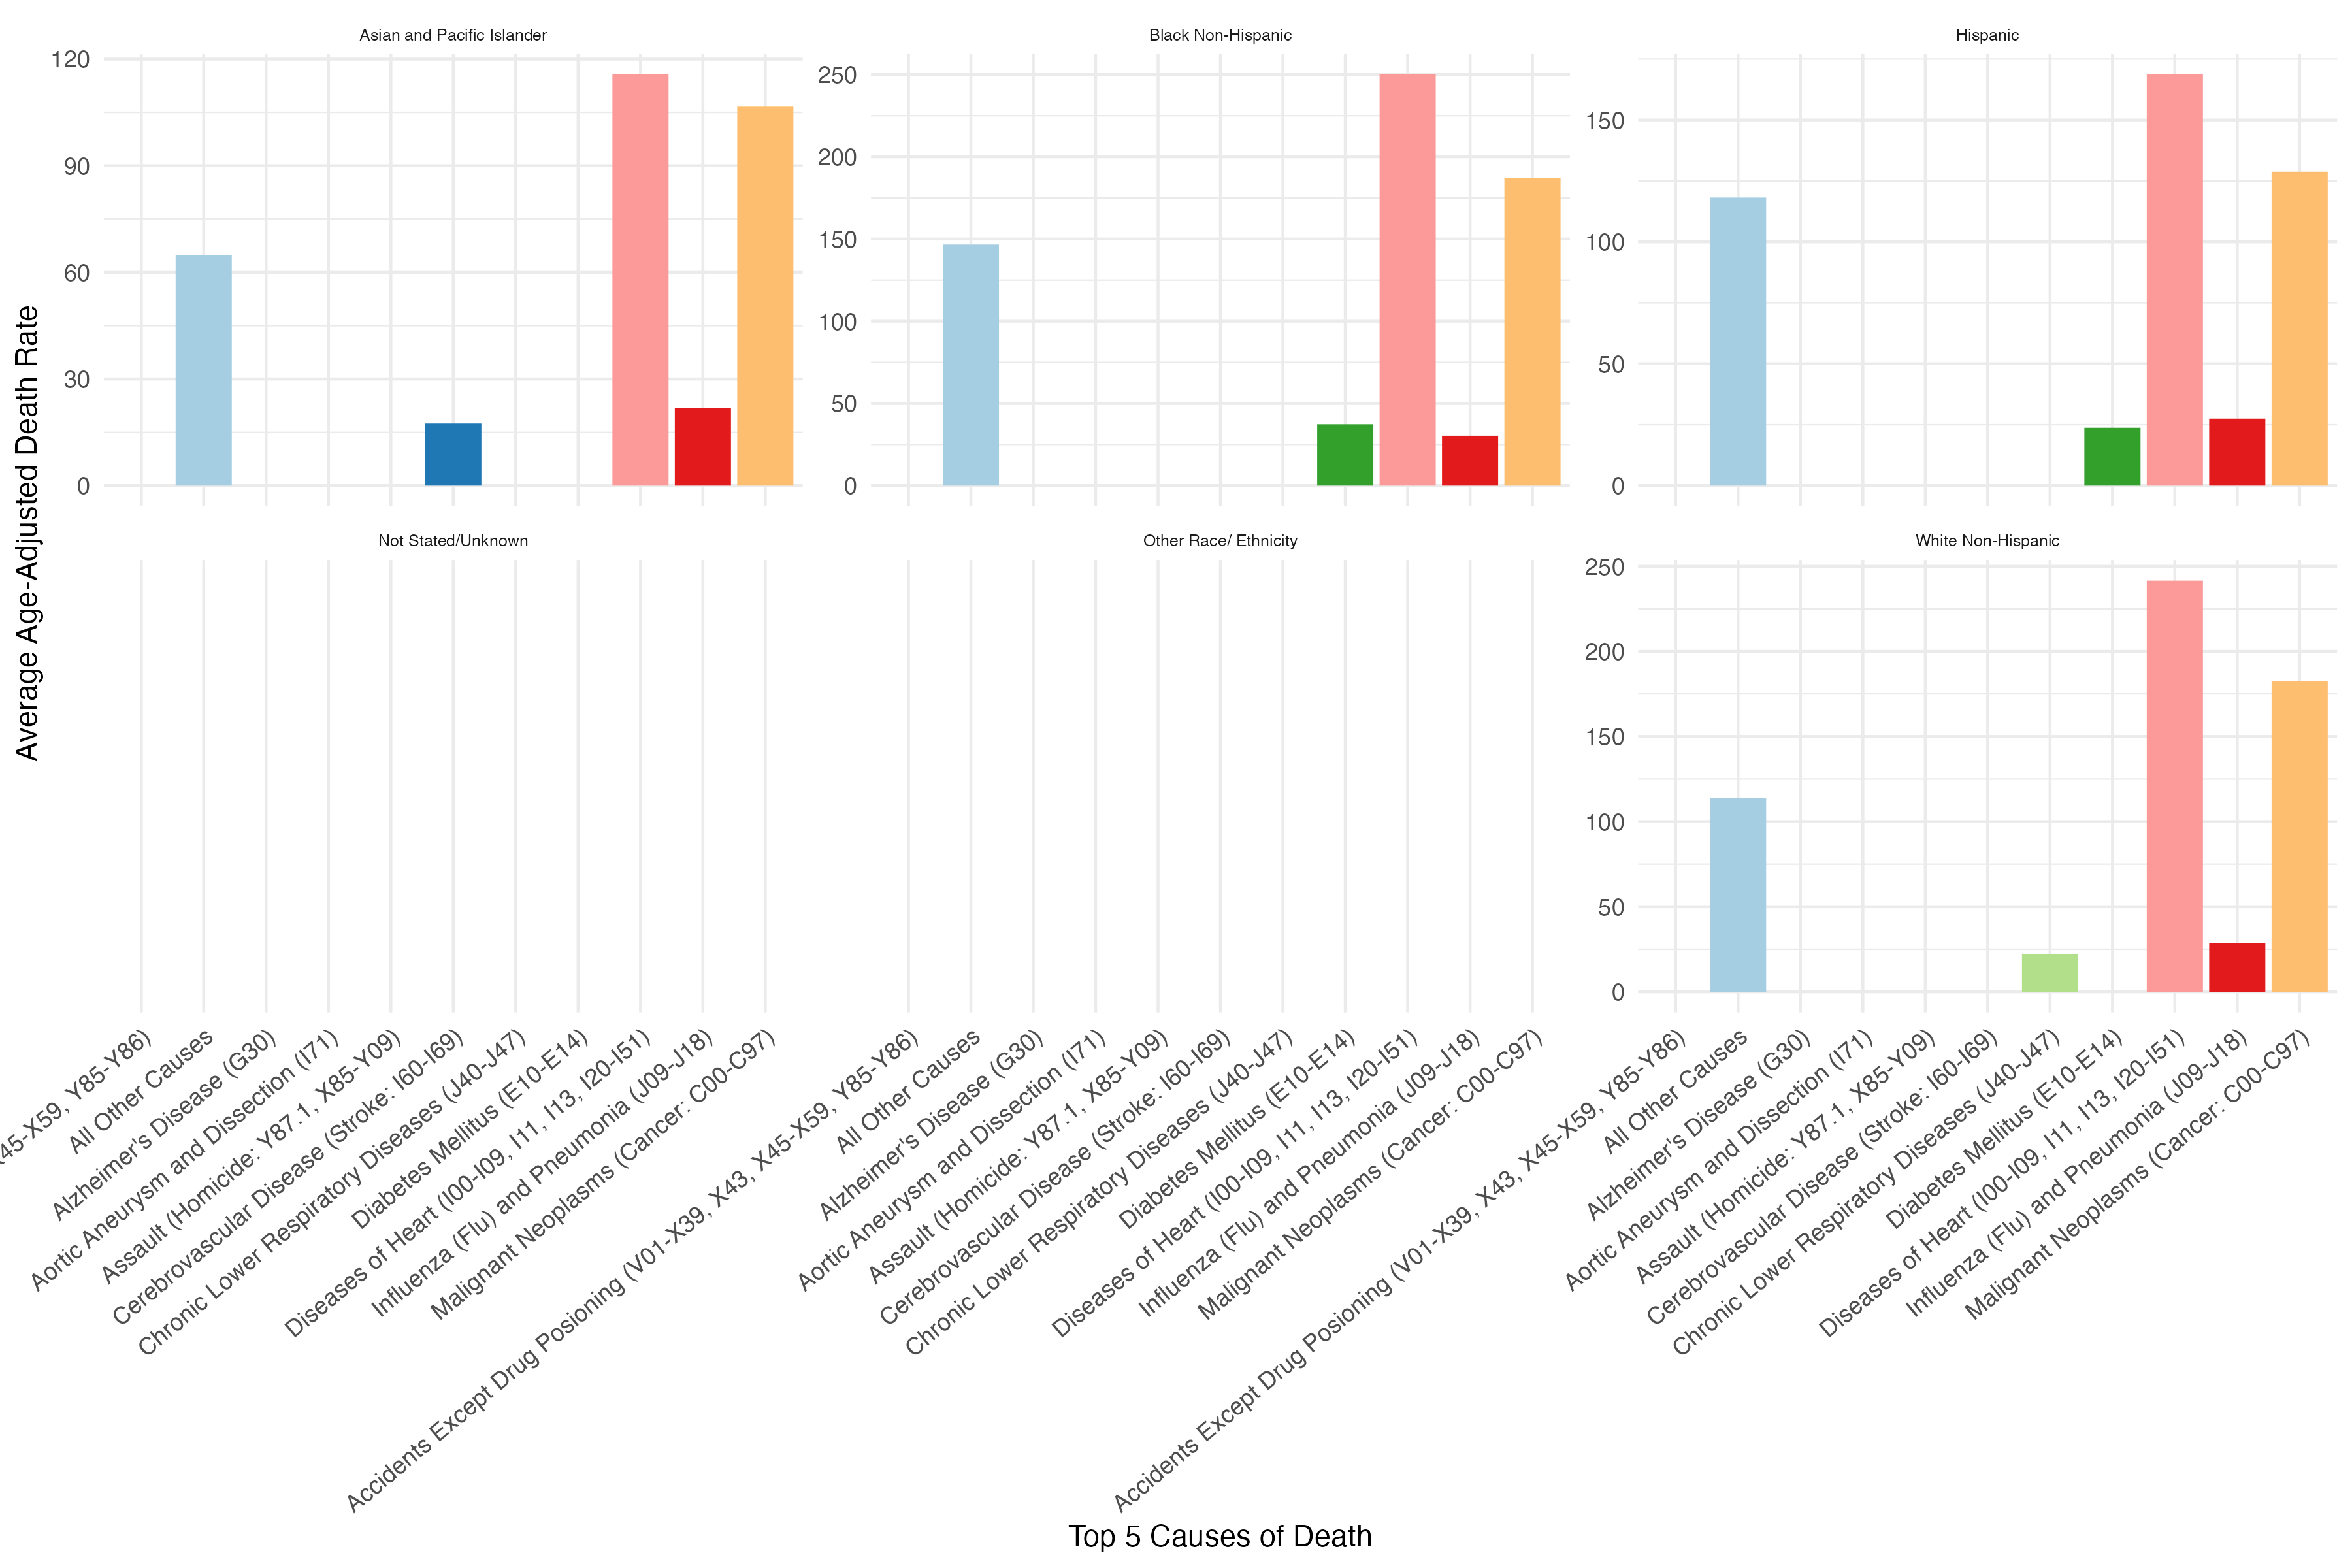 Asian and Pacific Islander
Black Non-Hispanic
Hispanic
120
90
60
30
0
250
200
150
100
50
0
150
100
50
0
Average Age-Adjusted Death Rate
Not Stated/Unknown
Other Race/ Ethnicity
White Non-Hispanic
250
200
150
100
50
0
X45-X59, Y85-Y86)
All Other Causes
Alzheimer's Disease (G30)
Aortic Aneurysm and Dissection (I71)
Assault (Homicide: Y87.1, X85-Y09)
Cerebrovascular Disease (Stroke: I60-I69)
Chronic Lower Respiratory Diseases (J40-J47)
Diabetes Mellitus (E10-E14)
Diseases of Heart (I00-I09, I11, I13, I20-I51)
Influenza (Flu) and Pneumonia (J09-J18)
Malignant Neoplasms (Cancer: C00-C97)
Accidents Except Drug Posioning (V01-X39, X43, X45-X59, Y85-Y86)
All Other Causes
Alzheimer's Disease (G30)
Aortic Aneurysm and Dissection (I71)
Assault (Homicide: Y87.1, X85-Y09)
Cerebrovascular Disease (Stroke: I60-I69)
Chronic Lower Respiratory Diseases (J40-J47)
Diabetes Mellitus (E10-E14)
Diseases of Heart (I00-I09, I11, I13, I20-I51)
Influenza (Flu) and Pneumonia (J09-J18)
Malignant Neoplasms (Cancer: C00-C97)
Accidents Except Drug Posioning (V01-X39, X43, X45-X59, Y85-Y86)
All Other Causes
Alzheimer's Disease (G30)
Aortic Aneurysm and Dissection (I71)
Assault (Homicide: Y87.1, X85-Y09)
Cerebrovascular Disease (Stroke: I60-I69)
Chronic Lower Respiratory Diseases (J40-J47)
Diabetes Mellitus (E10-E14)
Diseases of Heart (I00-I09, I11, I13, I20-I51)
Influenza (Flu) and Pneumonia (J09-J18)
Malignant Neoplasms (Cancer: C00-C97)
Top 5 Causes of Death